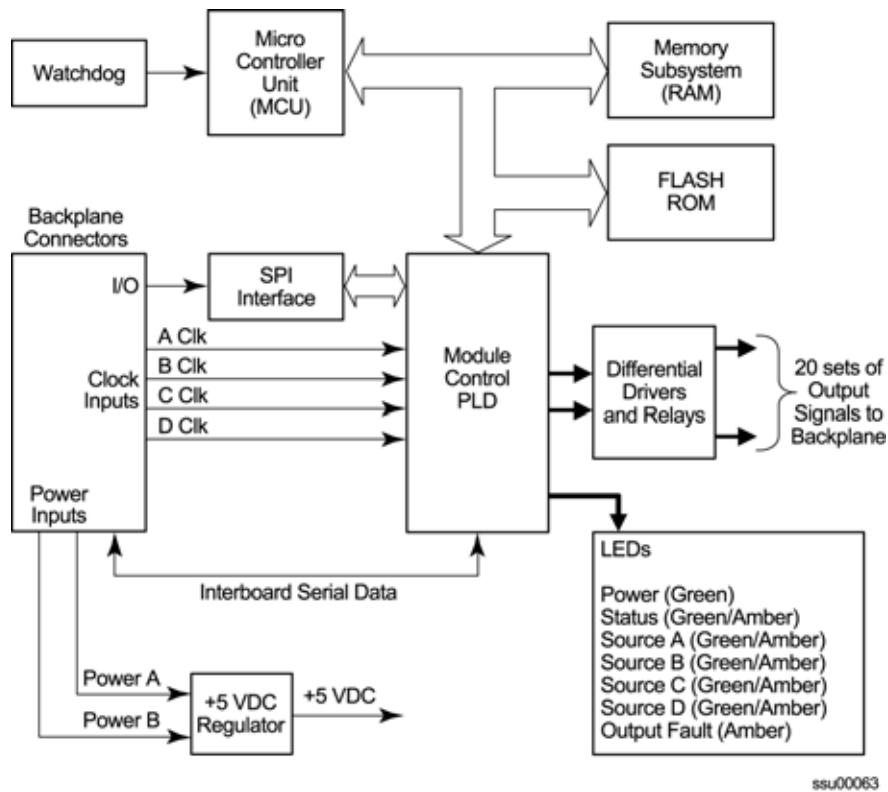 Watchdog
Micro
Controller
Unit
(MCU)
Memory
Subsystem
(RAM)
FLASH
ROM
Backplane
Connectors
I/O
SPI
Interface
A Clk
B Clk
C Clk
D Clk
Clock
Inputs
Module
Control
PLD
Differential
Drivers
and Relays
20 sets of
Output
Signals to
Backplane
Power
Inputs
Interboard Serial Data
LEDs
Power (Green)
Status (Green/Amber)
Source A (Green/Amber)
Source B (Green/Amber)
Source C (Green/Amber)
Source D (Green/Amber)
Output Fault (Amber)
Power A
Power B
+5 VDC
Regulator
+5 VDC
ssu00063